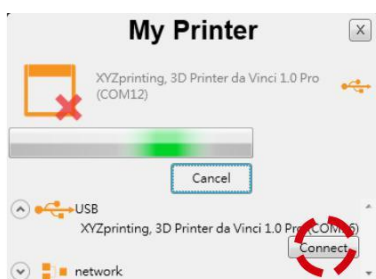 My Printer
X
XYZprinting, 3D Printer da Vinci 1.0 Pro
(COM12)
Cancel
USB
XYZprinting, 3D Printer da Vinci 1.0
Connect
network